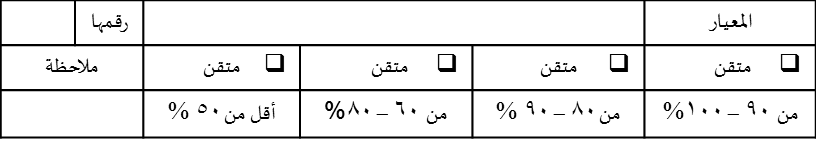 المعيار رقمها
❑ متقن ❑ متقن ❑ متقن ❑ متقن ملاحظة
من ٩٠ – ١٠٠% من ٨٠ – ٩٠ % من ٦٠ – ٨٠% أقل من ٥٠ %